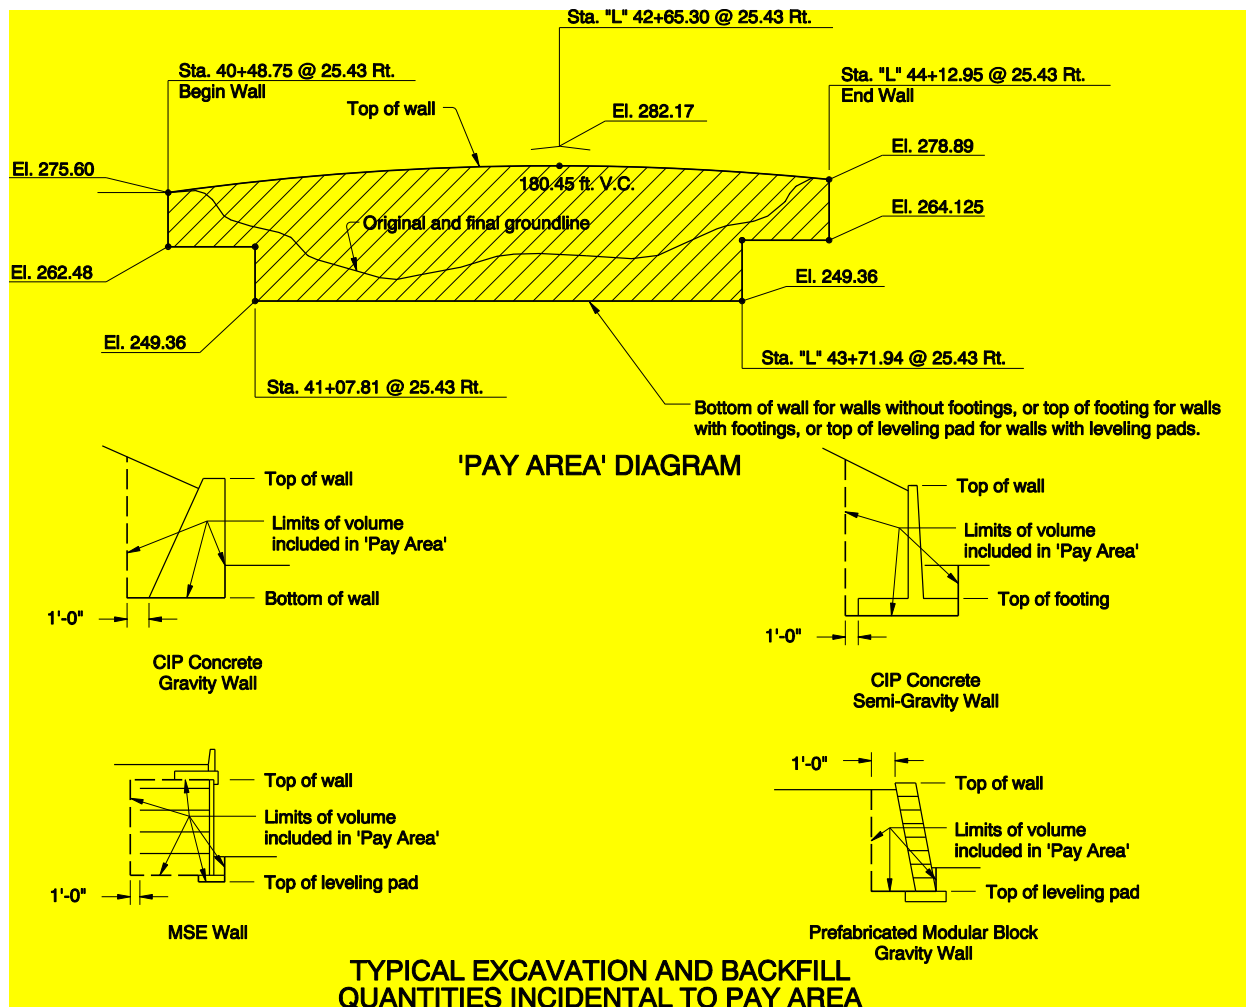 Sta. "L" 42+65.30 @ 25.43 Rt.
Sta. 40+48.75 @ 25.43 Rt.
Begin Wall
Sta. "L" 44+12.95 @ 25.43 Rt.
End Wall
Top of wall
El. 282.17
El. 275.60
El. 278.89
180.45 ft. V.C.
Original and final groundline
El. 264.125
El. 262.48
El. 249.36
El. 249.36
Sta. "L" 43+71.94 @ 25.43 Rt.
Sta. 41+07.81 @ 25.43 Rt.
Bottom of wall for walls without footings, or top of footing for walls
with footings, or top of leveling pad for walls with leveling pads.
'PAY AREA' DIAGRAM
Top of wall
Limits of volume
included in 'Pay Area'
Bottom of wall
1'-0"
CIP Concrete
Gravity Wall
Top of wall
Limits of volume
included in 'Pay Area'
Top of footing
1'-0"
CIP Concrete
Semi-Gravity Wall
Top of wall
Limits of volume
included in 'Pay Area'
Top of leveling pad
1'-0"
MSE Wall
1'-0"
Top of wall
Limits of volume
included in 'Pay Area'
Top of leveling pad
Prefabricated Modular Block
Gravity Wall
TYPICAL EXCAVATION AND BACKFILL
QUANTITIES INCIDENTAL TO PAY AREA